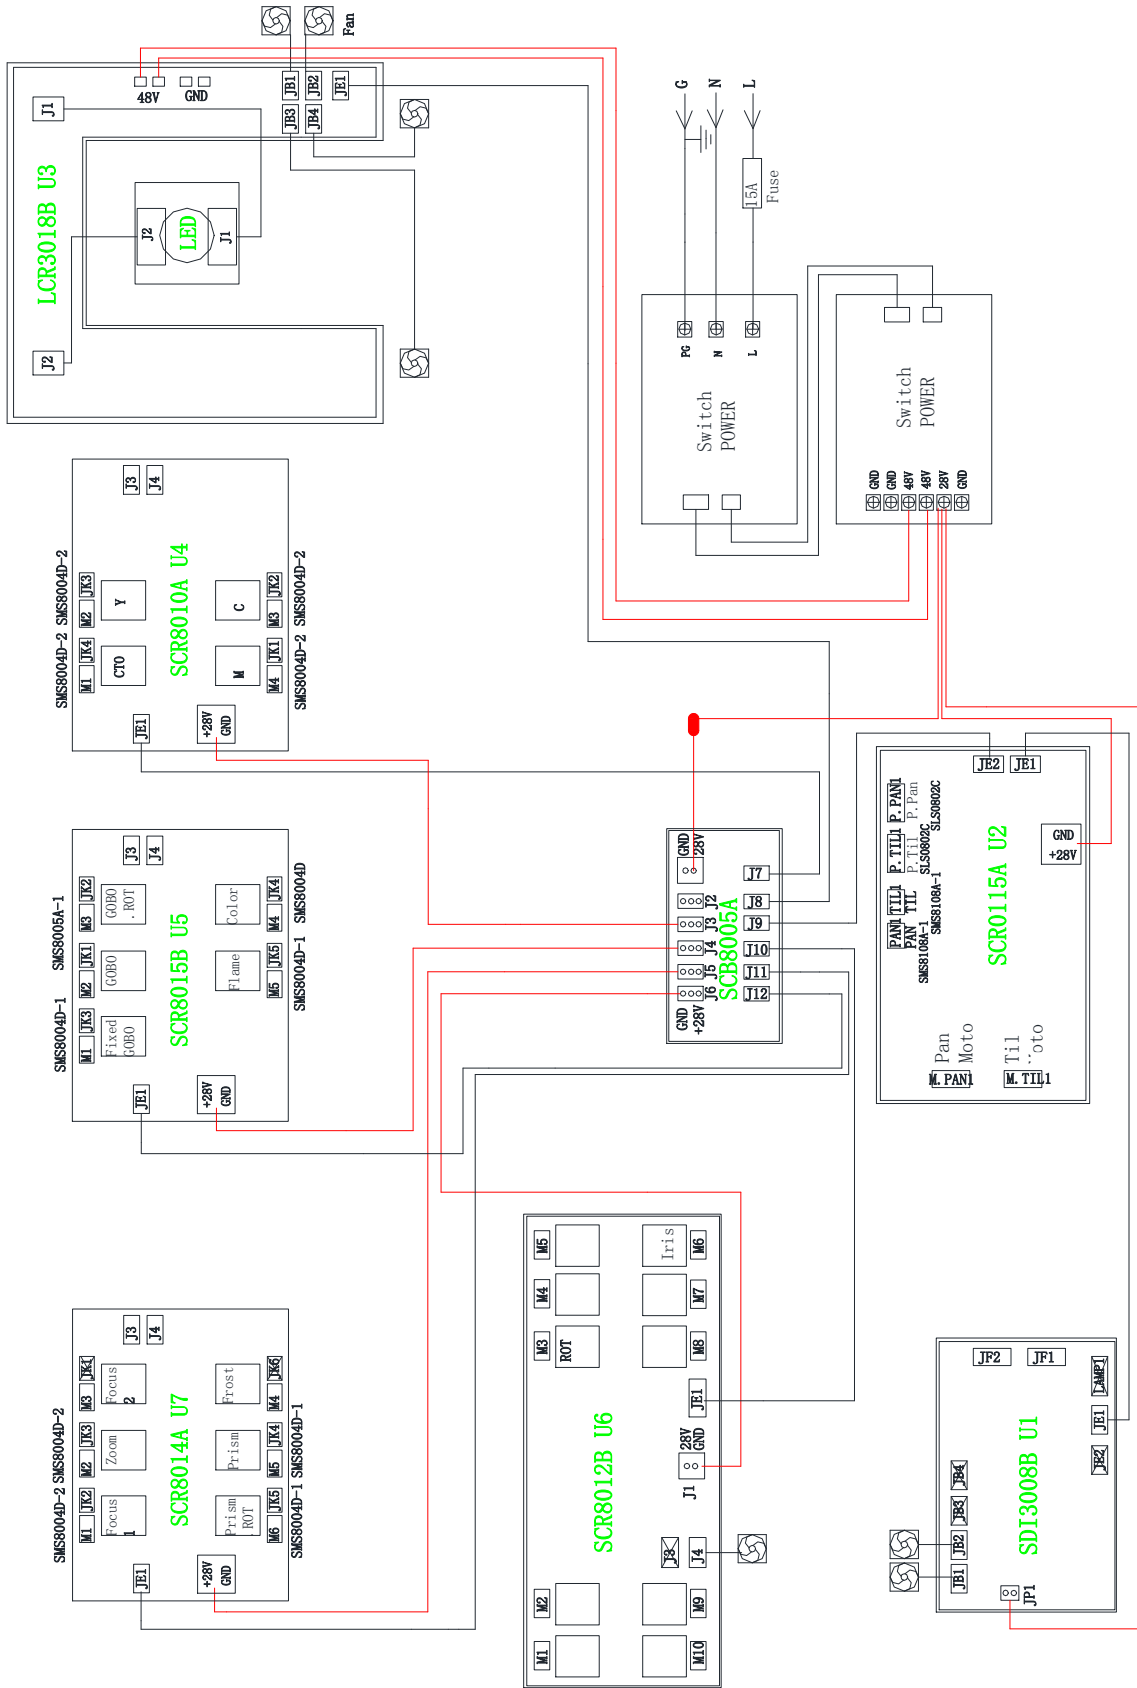 Fan
48V
GND
JB1
JB2
JE1
JB3
JB4
J1
J2
LCR3018B U3
J2
LED
J1
G
N
L
15A
Fuse
PG
N
L
Switch
POWER
Switch
POWER
GND
GND
48V
48V
28V
GND
J3
J4
SMS8004D-2 SMS8004D-2
M1
JK4
M2
JK3
CTO
Y
SCR8010A U4
M
C
M4
JK1
M3
JK2
SMS8004D-2 SMS8004D-2
JE1
+28V
GND
J3
J4
SMS8004D-1 SMS8005A-1
M1
JK3
M2
JK1
M3
JK2
Fixed
GOBO
GOBO
GOBO
.ROT
SCR8015B U5
Flame
Color
M5
JK5
M4
JK4
SMS8004D-1 SMS8004D
JE1
+28V
GND
J3
J4
SMS8004D-2 SMS8004D-2
M1
JK2
M2
JK3
M3
JK1
Focus
1
Zoom
Focus
2
SCR8014A U7
Prism
.ROT
Prism
Frost
M6
JK5
M5
JK4
M4
JK6
SMS8004D-1 SMS8004D-1
JE1
+28V
GND
GND
28V
J2
J3
J4
J5
J6
GND
+28V
SCB8005A
J7
J8
J9
J10
J11
J12
JE2
JE1
PAN1
TIL1
P.TIL1
P.PAN1
PAN
TIL
P.Til
P.Pan
SMS8108A-1
SMS8108A-1
SLS0802C
SLS0802C
GND
+28V
SCR0115A U2
Pan
Moto
Til
M.PAN1
M.TIL1
M1
M2
M3
M4
M5
ROT
Iris
SCR8012B U6
M10
M9
M8
M7
M6
J3
J4
J1
28V
GND
JE1
JF2
JF1
LAMP1
JE1
JE2
JB4
JB3
JB2
JB1
JP1
SDI3008B U1